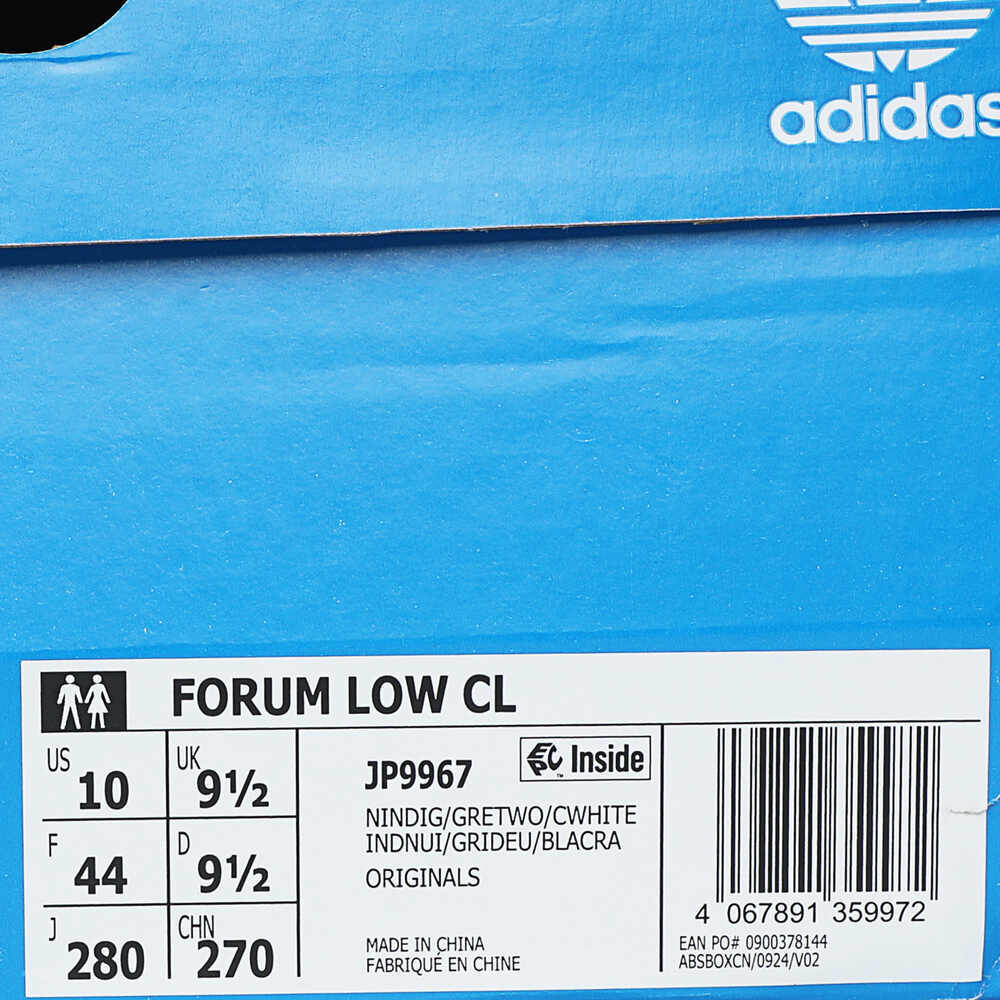 adidas
FORUM LOW CL
US 10
UK 9½
F 44
D 9½
J 280
CHN 270
JP9967
EPC™ Inside
NINDIG/GRETWO/CWHITE
INDNUI/GRIDEU/BLACRA
ORIGINALS
MADE IN CHINA
FABRIQUÉ EN CHINE
4 067891 359972
EAN PO# 0900378144
ABSBOXCN/0924/V02